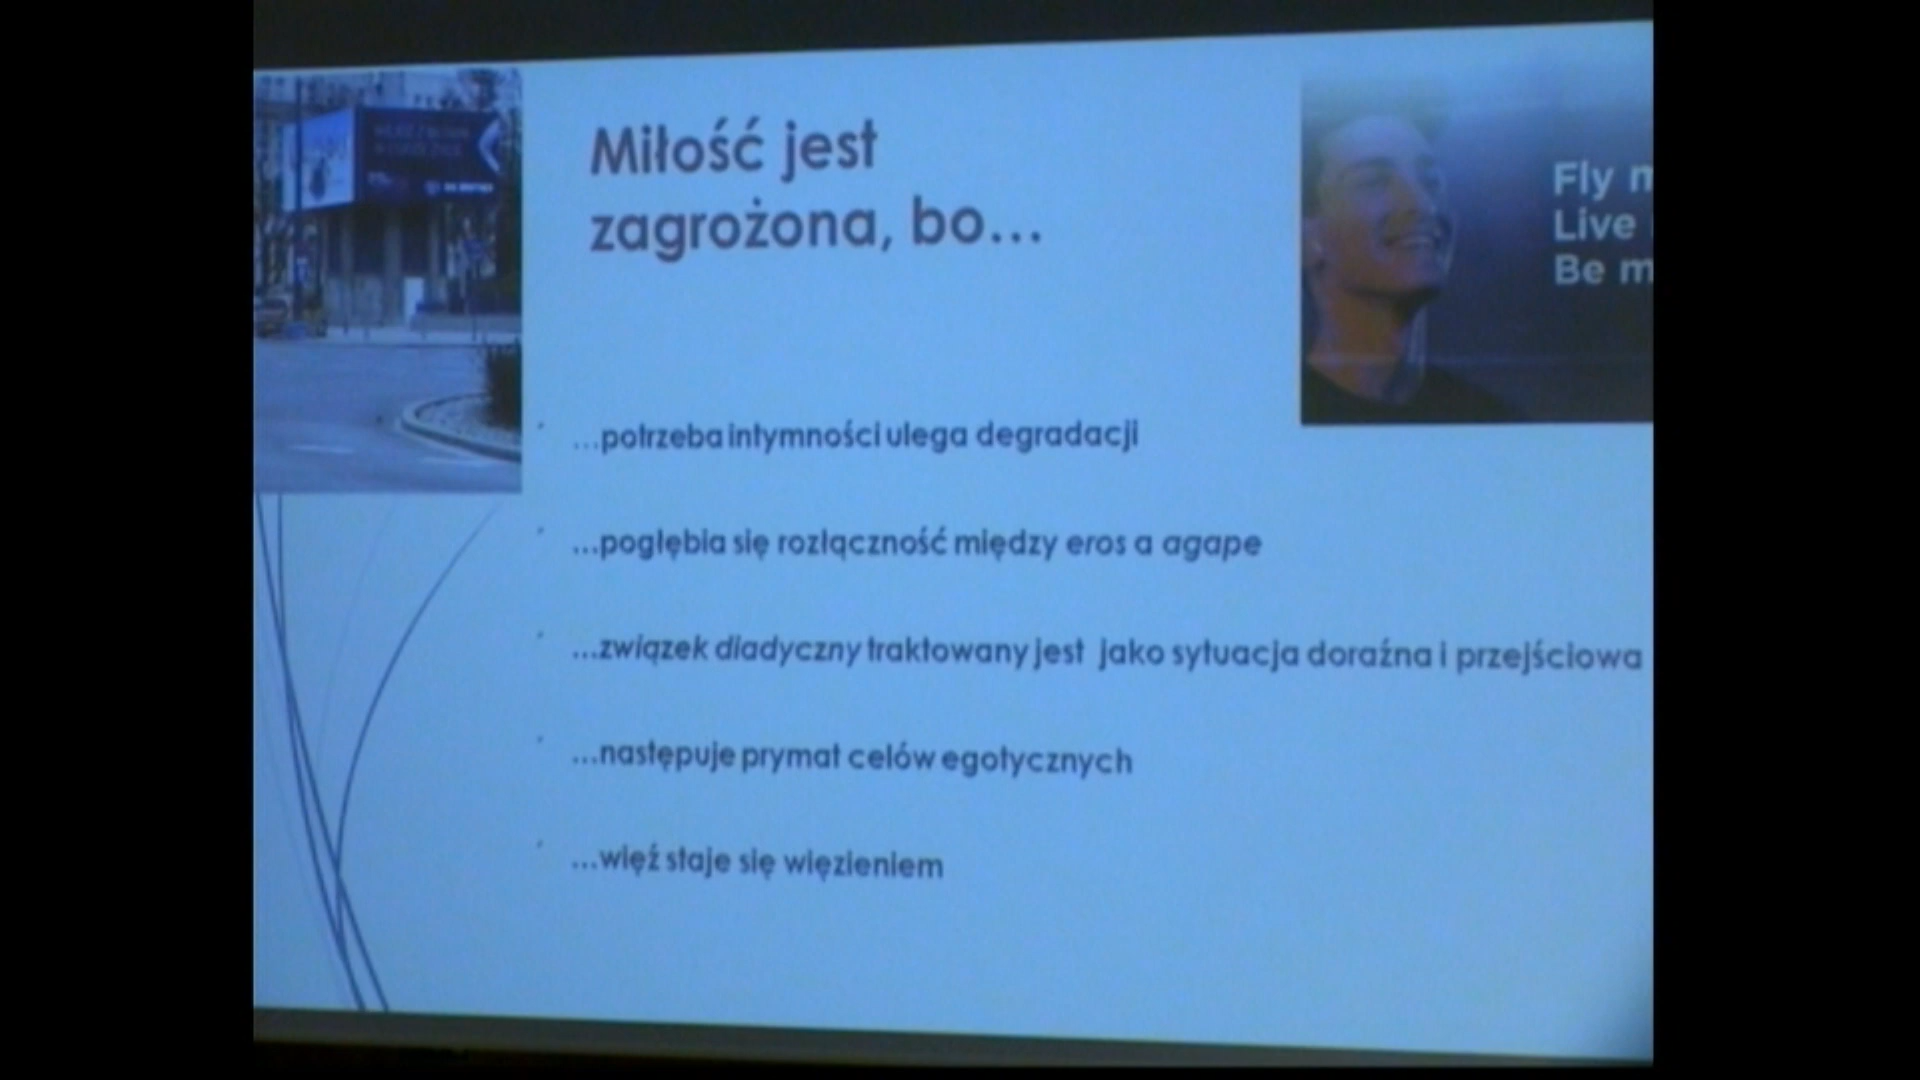 Miłość jest
zagrożona, bo...
Fly
Live
Be
...potrzeba intymności ulega degradacji
...pogłębia się rozłączność między eros a agape
...związek diadyczny traktowany jest jako sytuacja doraźna i przejściowa
...następuje prymat celów egotycznych
...więź staje się więzieniem